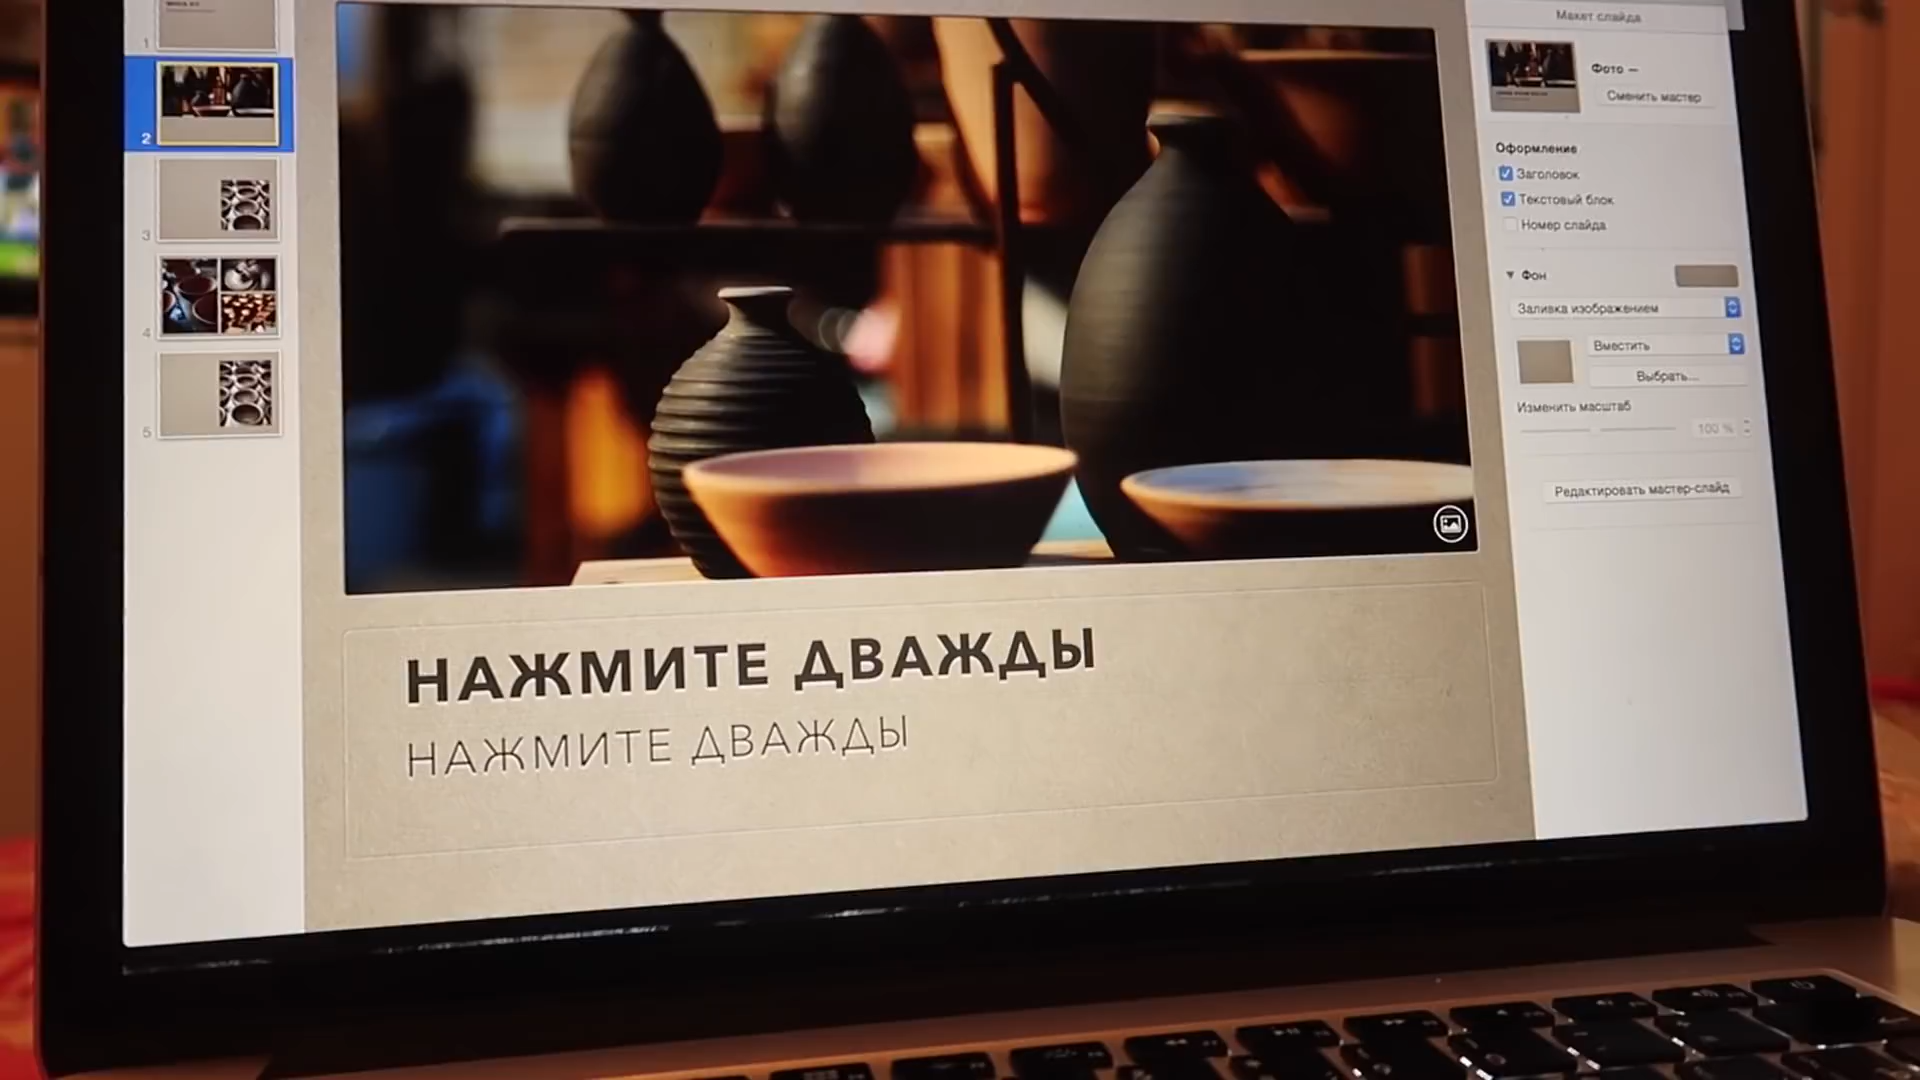 Макет слайда
1
2
3
4
5
Фото —
Сменить мастер
Оформление
Заголовок
Текстовый блок
Номер слайда
Фон
Заливка изображением
Вместить
Выбрать...
Изменить масштаб
100 %
Редактировать мастер-слайд
НАЖМИТЕ ДВАЖДЫ
НАЖМИТЕ ДВАЖДЫ